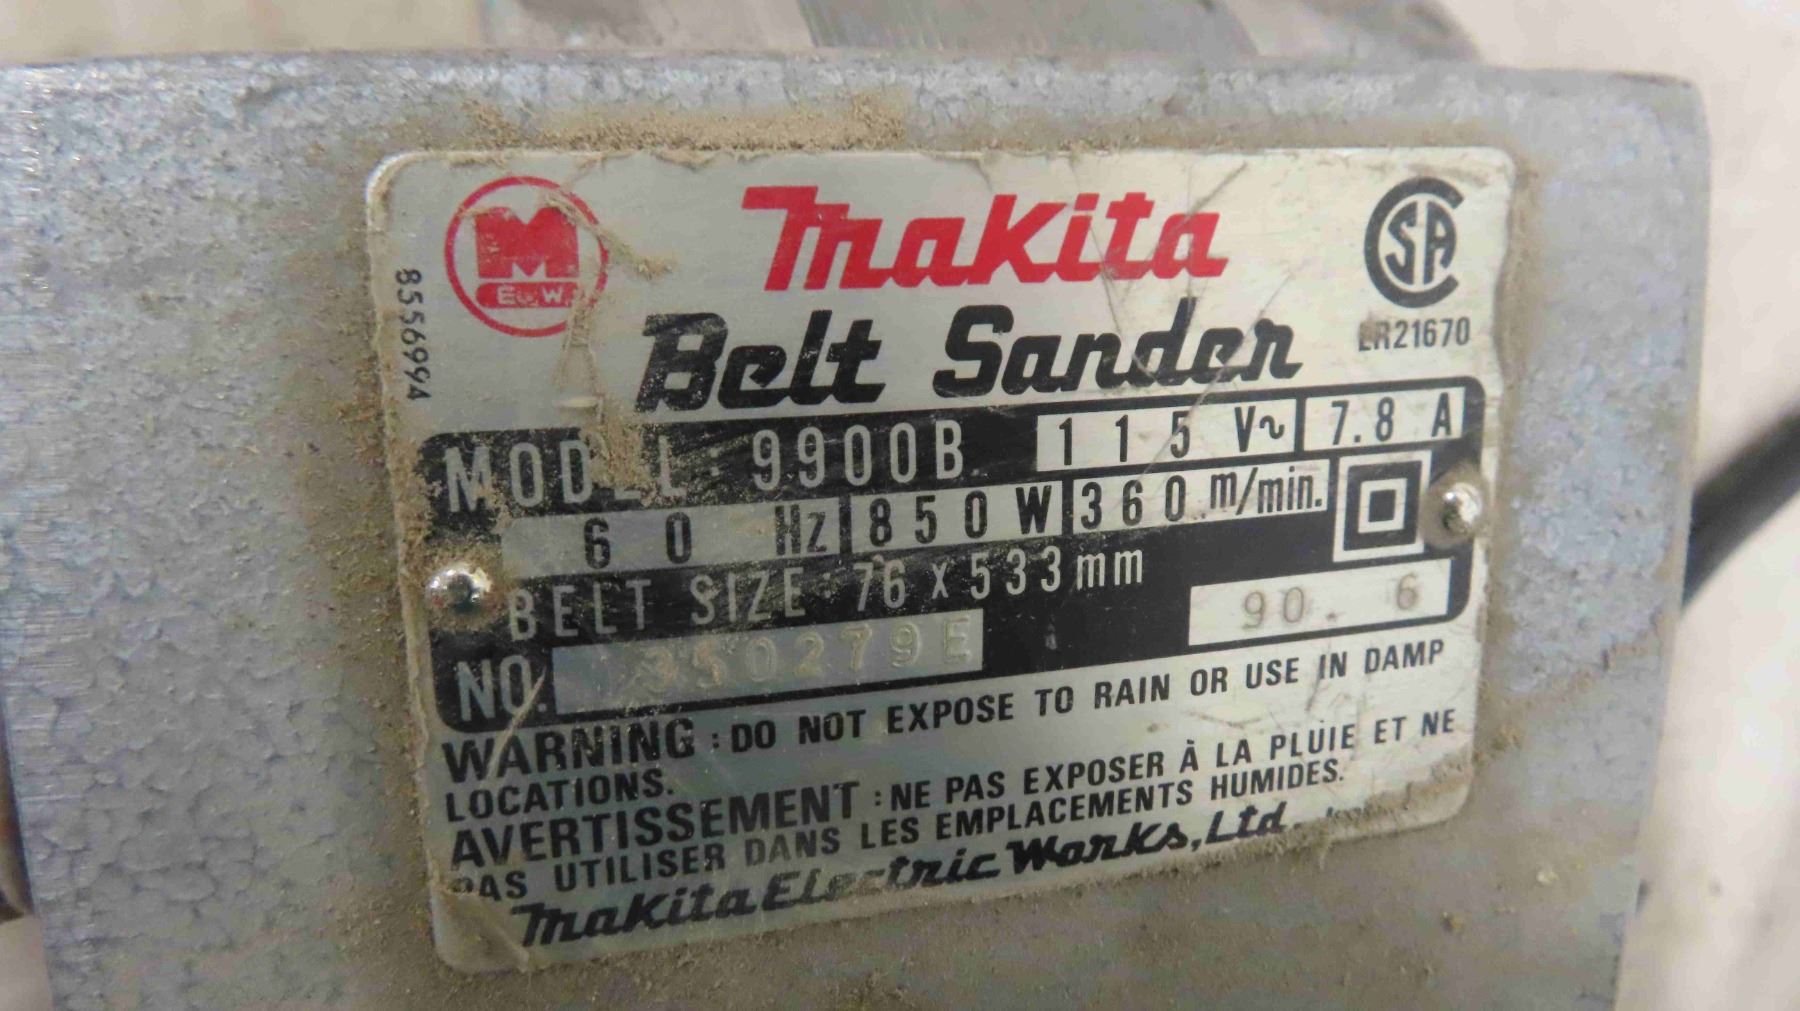 M
E. W.
Makita
Belt Sander
LR21670
8556994
MODEL: 9900B
115 V~ 7.8 A
60 Hz 850 W 360 m/min.
BELT SIZE: 76 x 533mm
NO. 350279E
90. 6
WARNING : DO NOT EXPOSE TO RAIN OR USE IN DAMP
LOCATIONS.
AVERTISSEMENT : NE PAS EXPOSER À LA PLUIE ET NE
PAS UTILISER DANS LES EMPLACEMENTS HUMIDES.
Makita Electric Works, Ltd.